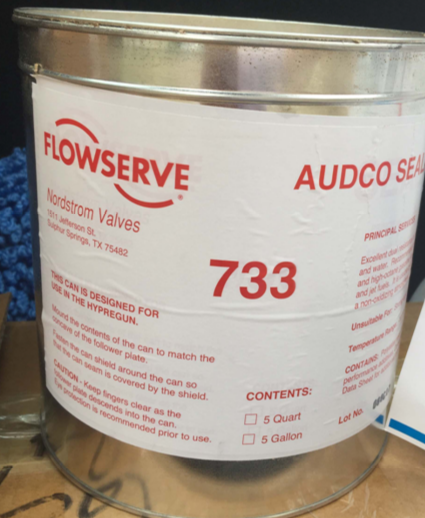 FLOWSERVE
Nordstrom Valves
1511 Jefferson St.
Sulphur Springs, TX 75482
AUDCO SEAL
733
THIS CAN IS DESIGNED FOR
USE IN THE HYPREGUN.
Mound the contents of the can to match the
concave of the follower plate.
Fasten the can shield around the can so
that the can seam is covered by the shield.
CAUTION - Keep fingers clear as the
follower plate descends into the can.
Eye protection is recommended prior to use.
CONTENTS:
5 Quart
5 Gallon
PRINCIPAL
Excellent
and water.
and high-octane
and jet fuels.
a non-oxidizing
Unsuitable For:
Temperature Range:
CONTAINS:
performance
Data Sheet for
Lot No.